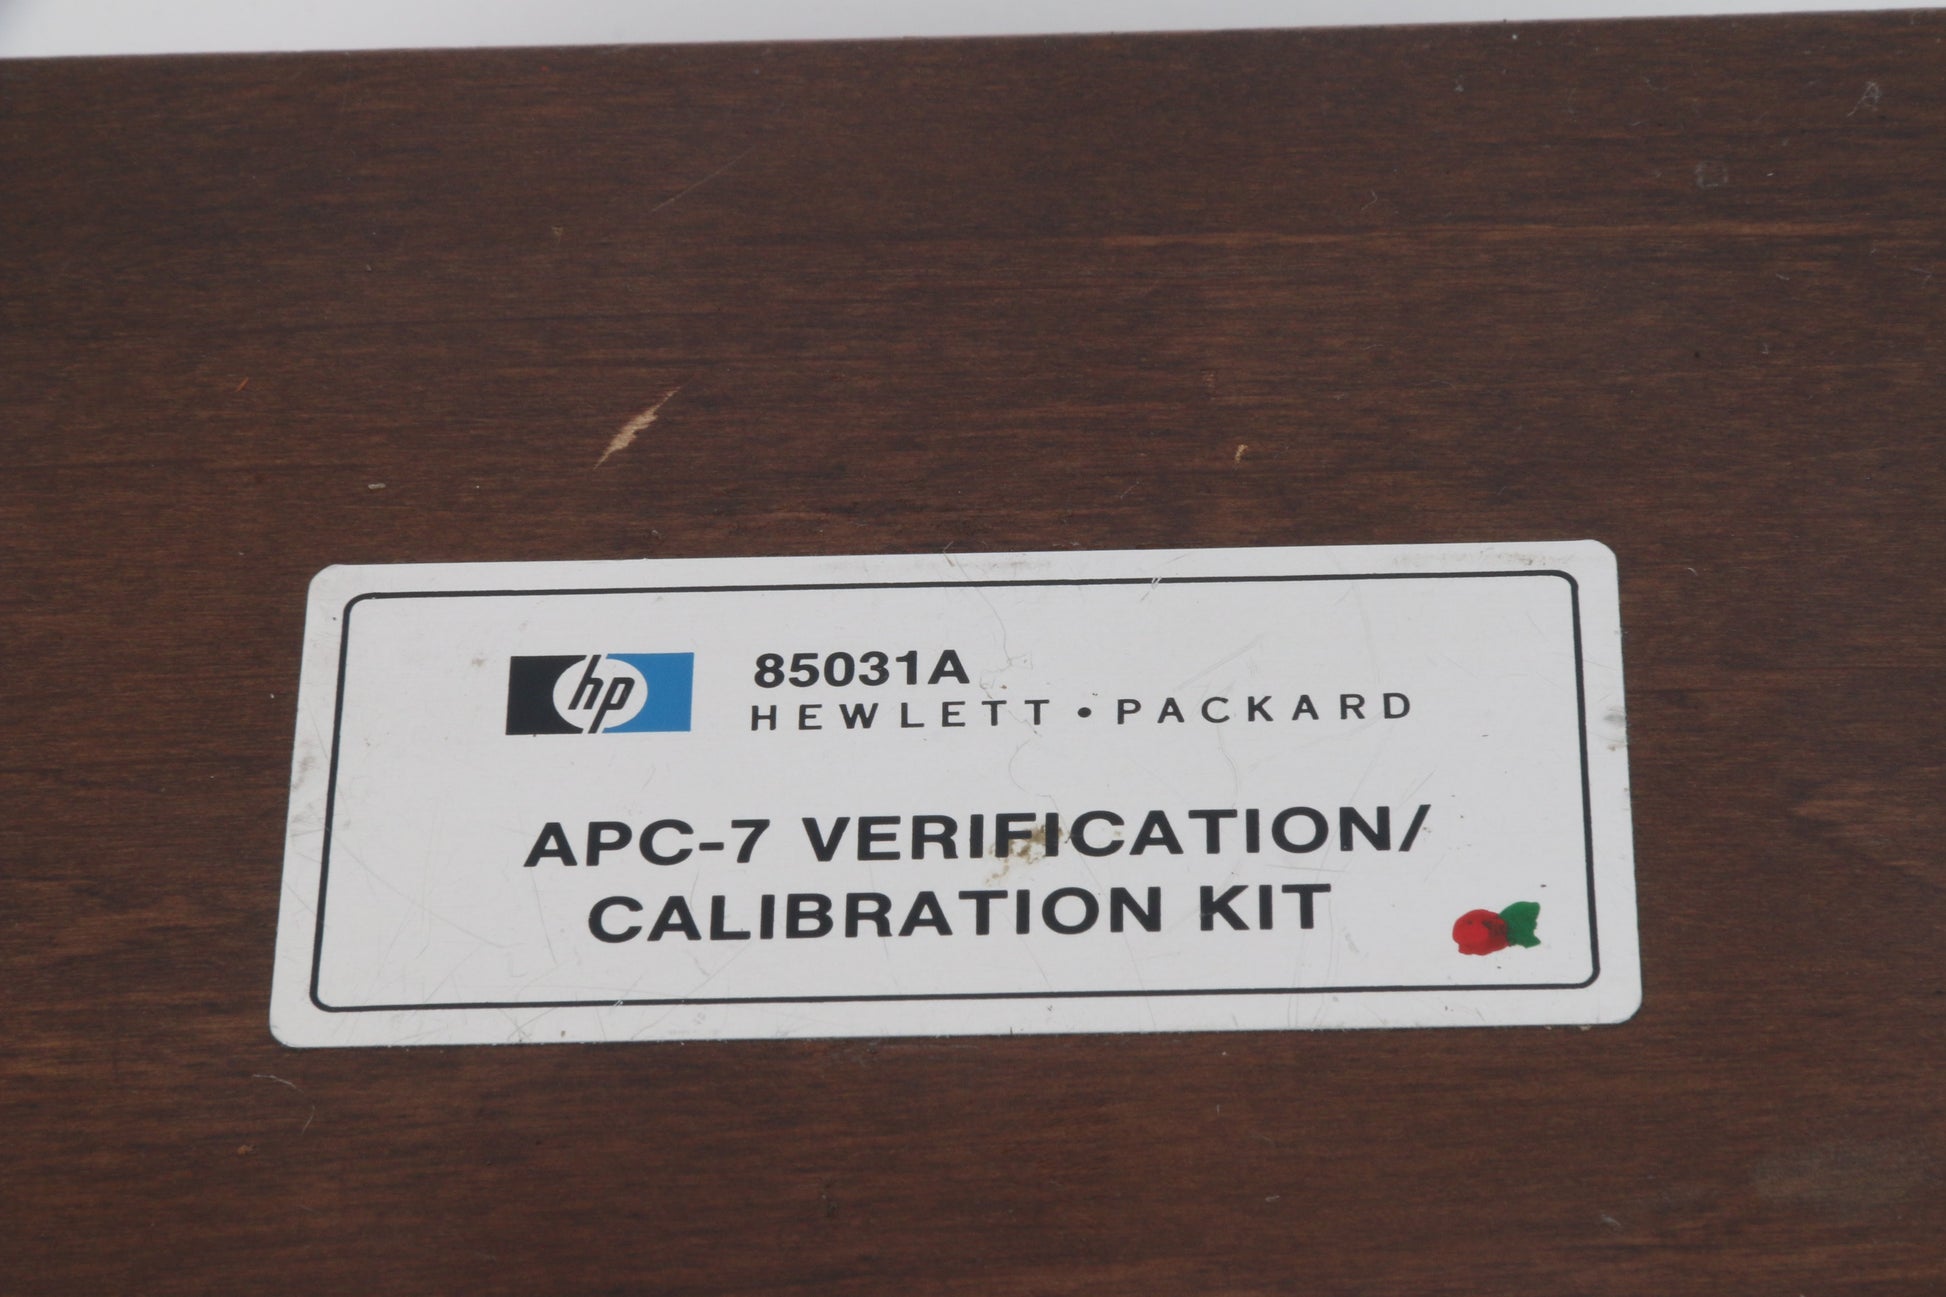 hp
85031A
HEWLETT • PACKARD
APC-7 VERIFICATION/
CALIBRATION KIT